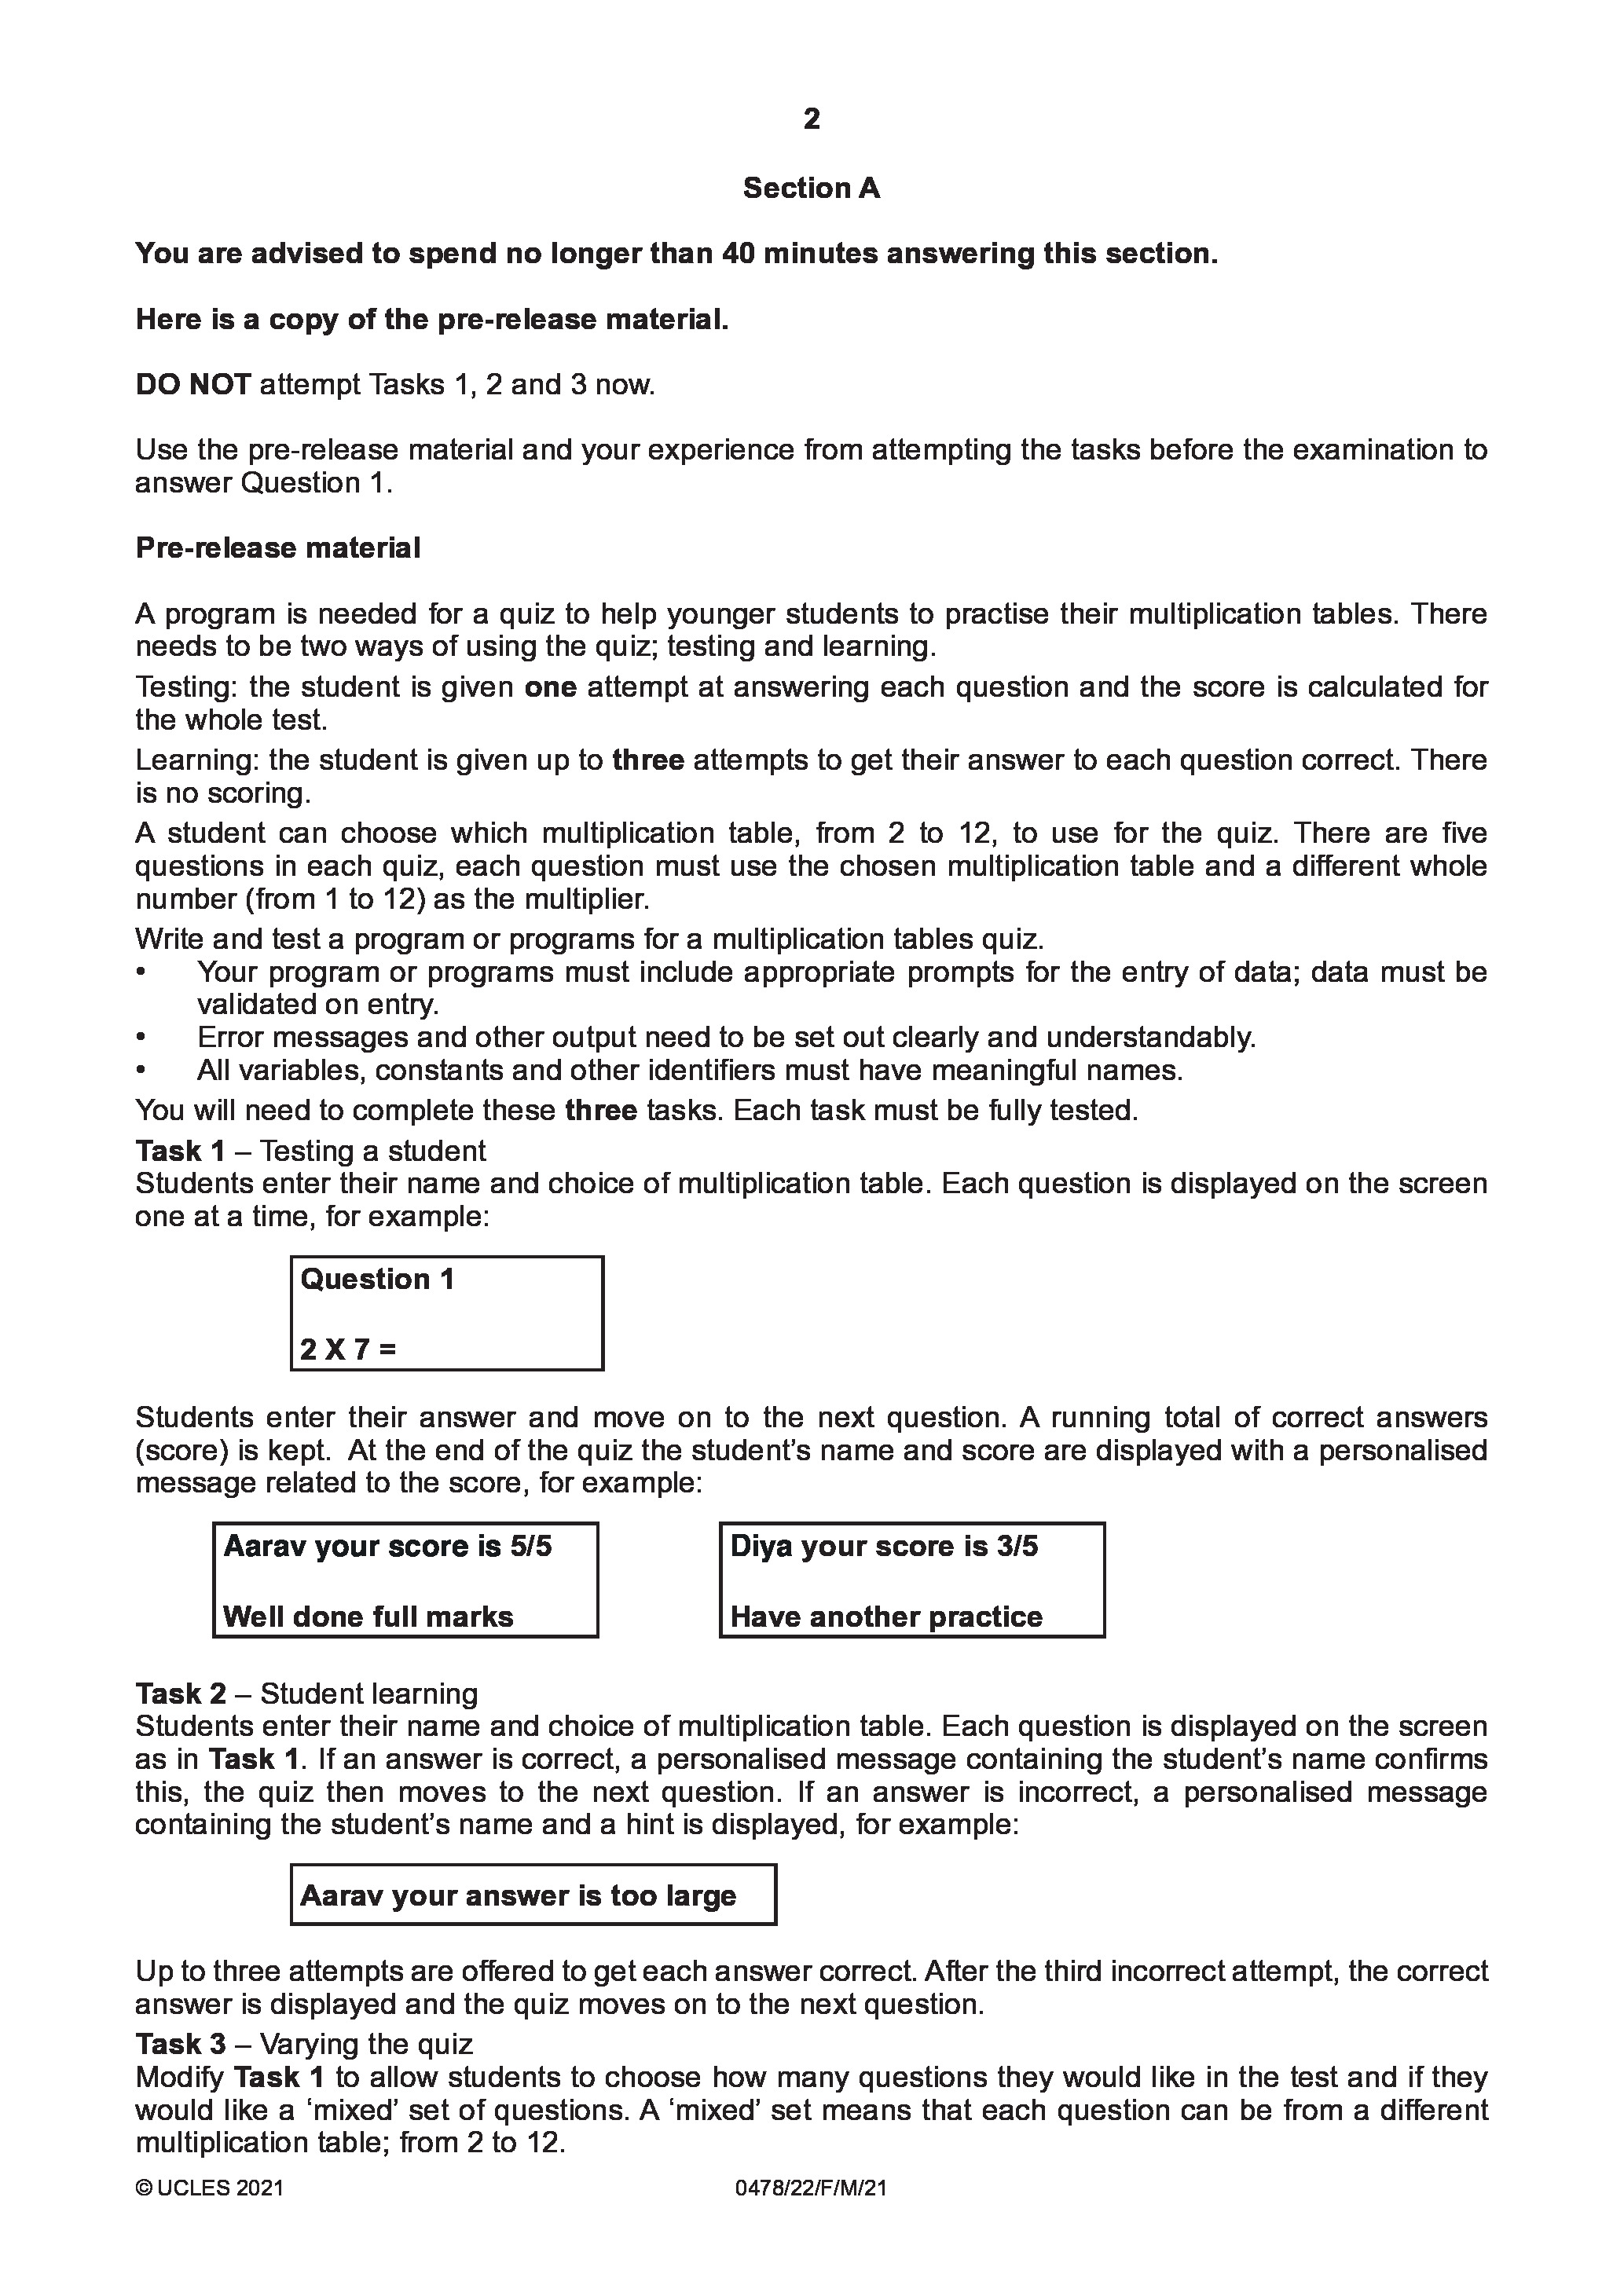 2
Section A
You are advised to spend no longer than 40 minutes answering this section.
Here is a copy of the pre-release material.
DO NOT attempt Tasks 1, 2 and 3 now.
Use the pre-release material and your experience from attempting the tasks before the examination to
answer Question 1.
Pre-release material
A program is needed for a quiz to help younger students to practise their multiplication tables. There
needs to be two ways of using the quiz; testing and learning.
Testing: the student is given one attempt at answering each question and the score is calculated for
the whole test.
Learning: the student is given up to three attempts to get their answer to each question correct. There
is no scoring.
A student can choose which multiplication table, from 2 to 12, to use for the quiz. There are five
questions in each quiz, each question must use the chosen multiplication table and a different whole
number (from 1 to 12) as the multiplier.
Write and test a program or programs for a multiplication tables quiz.
• Your program or programs must include appropriate prompts for the entry of data; data must be
validated on entry.
• Error messages and other output need to be set out clearly and understandably.
• All variables, constants and other identifiers must have meaningful names.
You will need to complete these three tasks. Each task must be fully tested.
Task 1 – Testing a student
Students enter their name and choice of multiplication table. Each question is displayed on the screen
one at a time, for example:
Question 1
2 X 7 =
Students enter their answer and move on to the next question. A running total of correct answers
(score) is kept. At the end of the quiz the student's name and score are displayed with a personalised
message related to the score, for example:
Aarav your score is 5/5
Well done full marks
Diya your score is 3/5
Have another practice
Task 2 – Student learning
Students enter their name and choice of multiplication table. Each question is displayed on the screen
as in Task 1. If an answer is correct, a personalised message containing the student's name confirms
this, the quiz then moves to the next question. If an answer is incorrect, a personalised message
containing the student's name and a hint is displayed, for example:
Aarav your answer is too large
Up to three attempts are offered to get each answer correct. After the third incorrect attempt, the correct
answer is displayed and the quiz moves on to the next question.
Task 3 – Varying the quiz
Modify Task 1 to allow students to choose how many questions they would like in the test and if they
would like a 'mixed' set of questions. A 'mixed' set means that each question can be from a different
multiplication table; from 2 to 12.
© UCLES 2021
0478/22/F/M/21